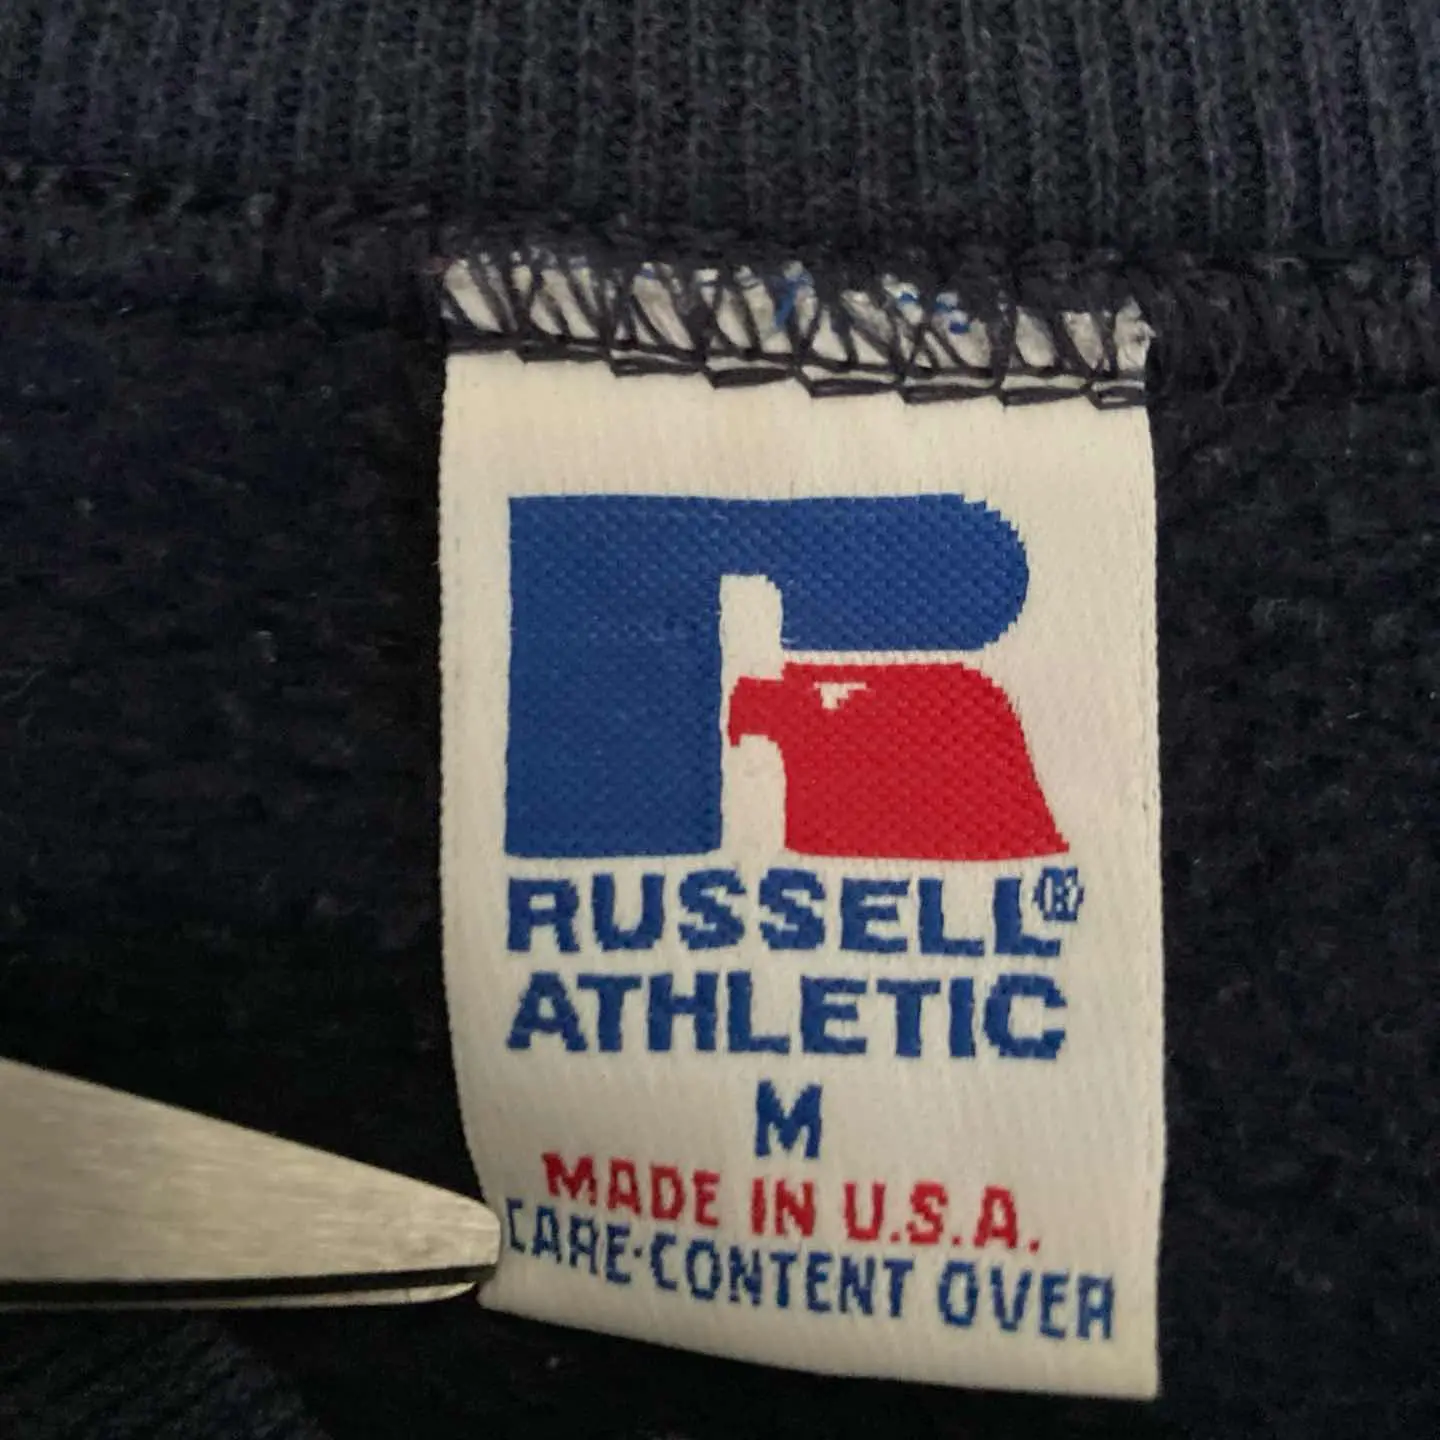 RUSSELL®
ATHLETIC
M
MADE IN U.S.A.
CARE·CONTENT OVER